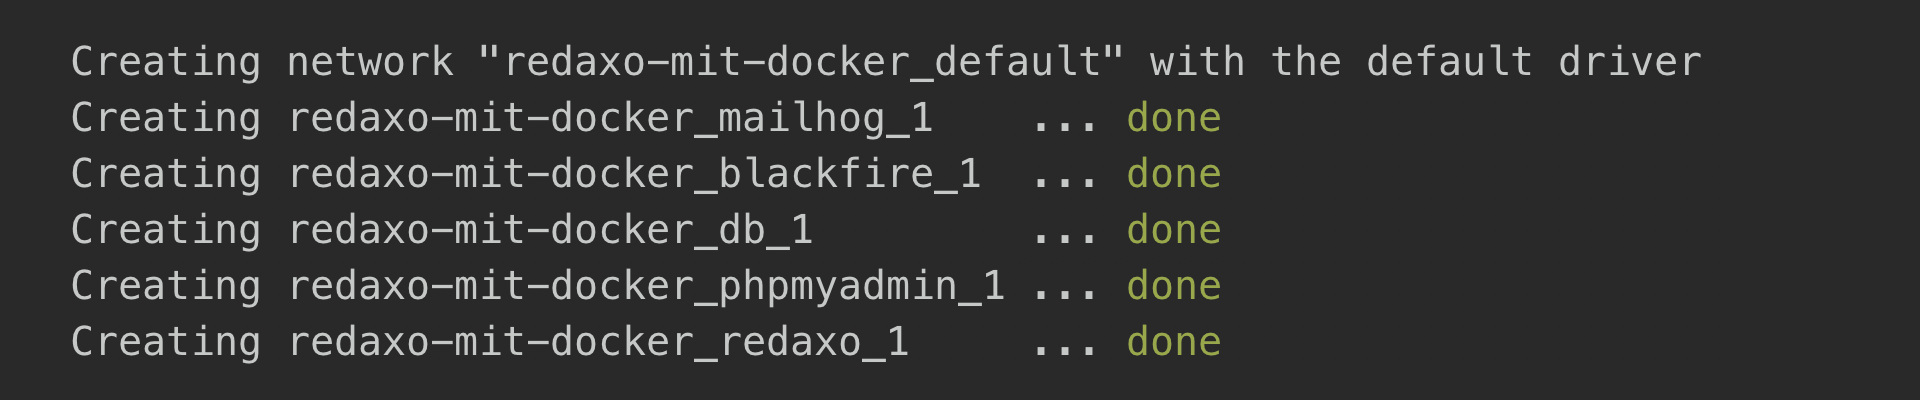 Creating network "redaxo-mit-docker_default" with the default driver
Creating redaxo-mit-docker_mailhog_1    ... done
Creating redaxo-mit-docker_blackfire_1  ... done
Creating redaxo-mit-docker_db_1         ... done
Creating redaxo-mit-docker_phpmyadmin_1 ... done
Creating redaxo-mit-docker_redaxo_1     ... done